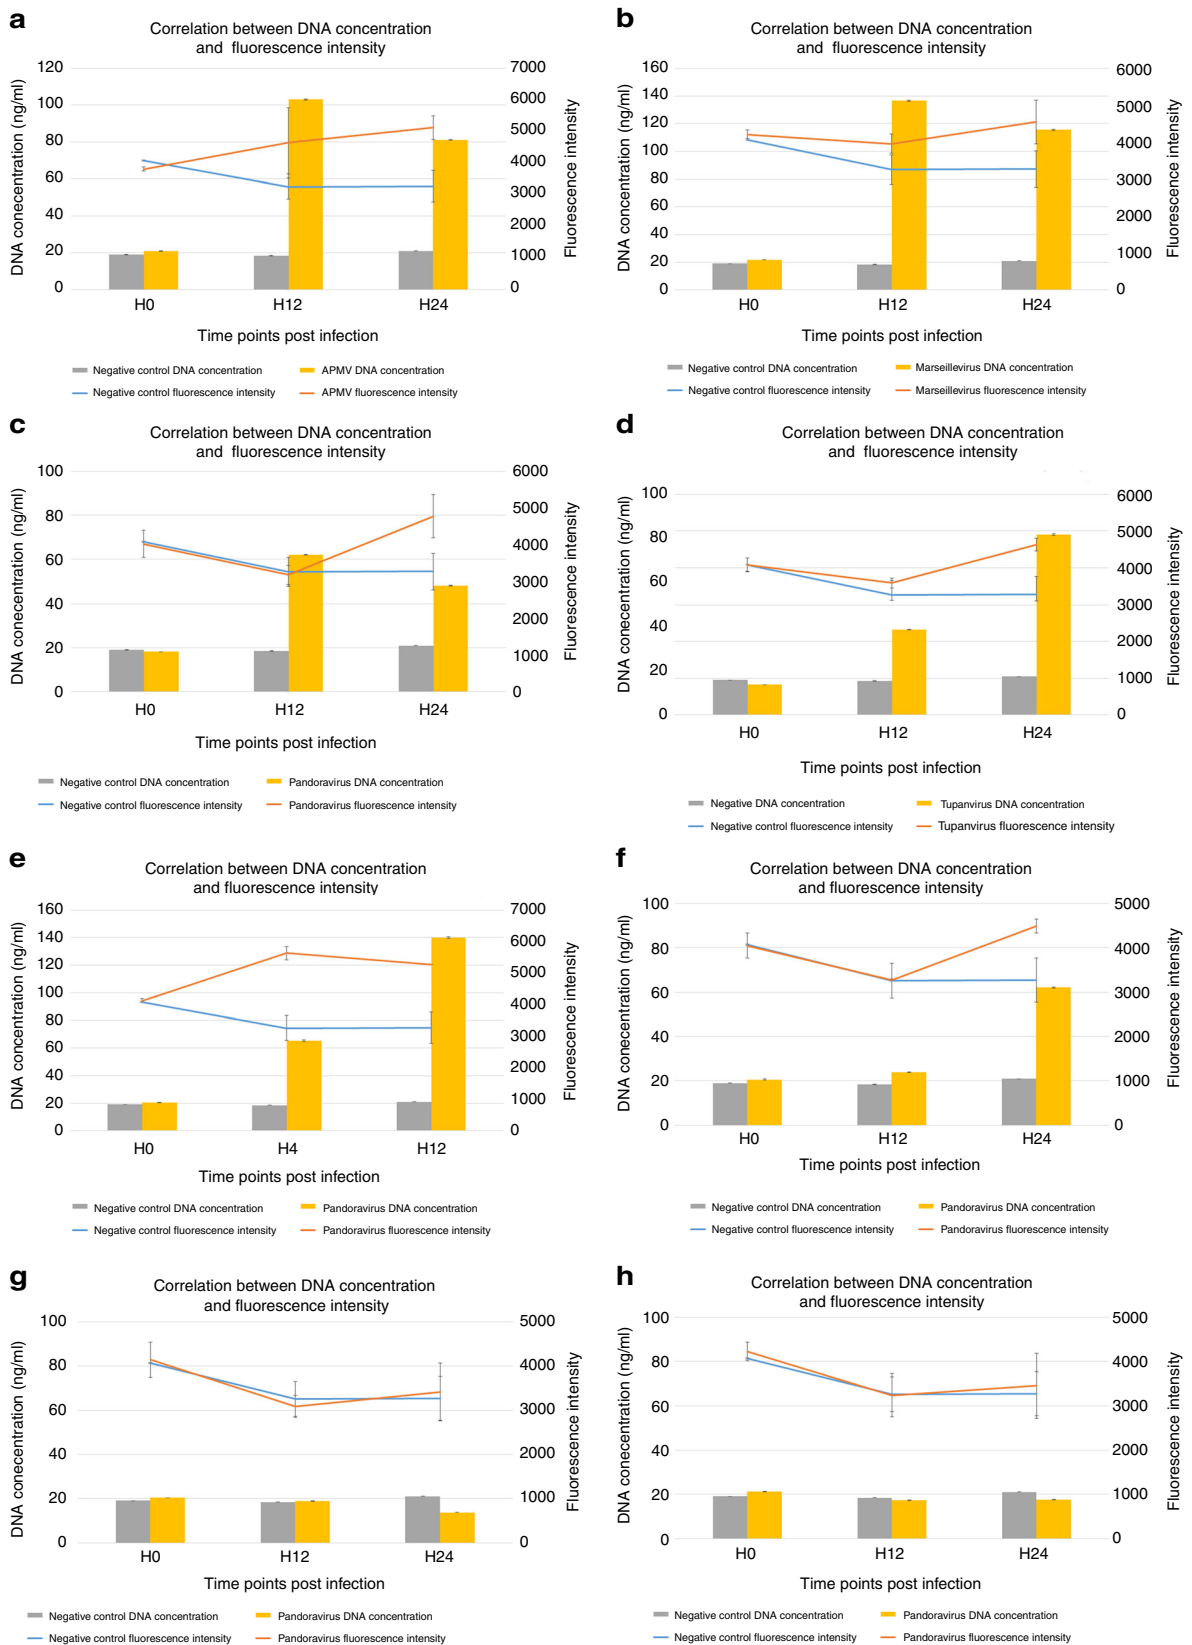 a
Correlation between DNA concentration
and fluorescence intensity
DNA conecentration (ng/ml)
120
100
80
60
40
20
0
7000
6000
5000
4000
3000
2000
1000
0
Fluorescence intensity
H0 H12 H24
Time points post infection
Negative control DNA concentration APMV DNA concentration
Negative control fluorescence intensity APMV fluorescence intensity
b
Correlation between DNA concentration
and fluorescence intensity
DNA conecentration (ng/ml)
160
140
120
100
80
60
40
20
0
6000
5000
4000
3000
2000
1000
0
Fluorescence intensity
H0 H12 H24
Time points post infection
Negative control DNA concentration Marseillevirus DNA concentration
Negative control fluorescence intensity Marseillevirus fluorescence intensity
c
Correlation between DNA concentration
and fluorescence intensity
DNA conecentration (ng/ml)
100
80
60
40
20
0
6000
5000
4000
3000
2000
1000
0
Fluorescence intensity
H0 H12 H24
Time points post infection
Negative control DNA concentration Pandoravirus DNA concentration
Negative control fluorescence intensity Pandoravirus fluorescence intensity
d
Correlation between DNA concentration
and fluorescence intensity
DNA conecentration (ng/ml)
100
80
60
40
20
0
6000
5000
4000
3000
2000
1000
0
Fluorescence intensity
H0 H12 H24
Time points post infection
Negative DNA concentration Tupanvirus DNA concentration
Negative control fluorescence intensity Tupanvirus fluorescence intensity
e
Correlation between DNA concentration
and fluorescence intensity
DNA conecentration (ng/ml)
160
140
120
100
80
60
40
20
0
7000
6000
5000
4000
3000
2000
1000
0
Fluorescence intensity
H0 H4 H12
Time points post infection
Negative control DNA concentration Pandoravirus DNA concentration
Negative control fluorescence intensity Pandoravirus fluorescence intensity
f
Correlation between DNA concentration
and fluorescence intensity
DNA conecentration (ng/ml)
100
80
60
40
20
0
5000
4000
3000
2000
1000
0
Fluorescence intensity
H0 H12 H24
Time points post infection
Negative control DNA concentration Pandoravirus DNA concentration
Negative control fluorescence intensity Pandoravirus fluorescence intensity
g
Correlation between DNA concentration
and fluorescence intensity
DNA conecentration (ng/ml)
100
80
60
40
20
0
5000
4000
3000
2000
1000
0
Fluorescence intensity
H0 H12 H24
Time points post infection
Negative control DNA concentration Pandoravirus DNA concentration
Negative control fluorescence intensity Pandoravirus fluorescence intensity
h
Correlation between DNA concentration
and fluorescence intensity
DNA conecentration (ng/ml)
100
80
60
40
20
0
5000
4000
3000
2000
1000
0
Fluorescence intensity
H0 H12 H24
Time points post infection
Negative control DNA concentration Pandoravirus DNA concentration
Negative control fluorescence intensity Pandoravirus fluorescence intensity